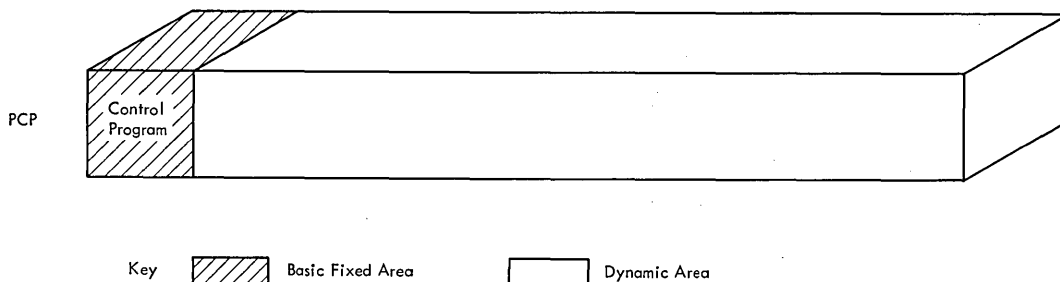 PCP
Control
Program
Key
Basic Fixed Area
Dynamic Area